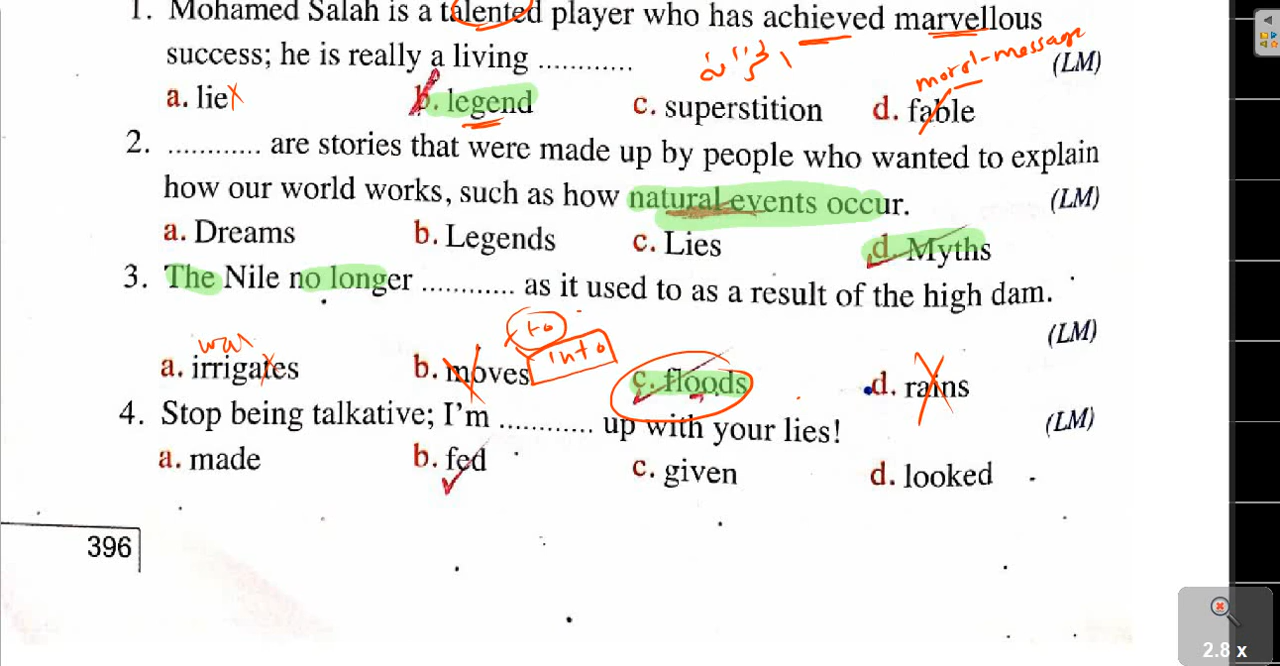 1. Mohamed Salah is a talented player who has achieved marvellous
moral-message
success; he is really a living ............ (LM)
a. lie b. legend c. superstition d. fable
2. ............ are stories that were made up by people who wanted to explain
how our world works, such as how natural events occur. (LM)
a. Dreams b. Legends c. Lies d. Myths
3. The Nile no longer ............ as it used to as a result of the high dam.
(LM)
to
into
a. irrigates b. moves c. floods d. rains
4. Stop being talkative; I'm ............ up with your lies! (LM)
a. made b. fed c. given d. looked
396
2.8 x